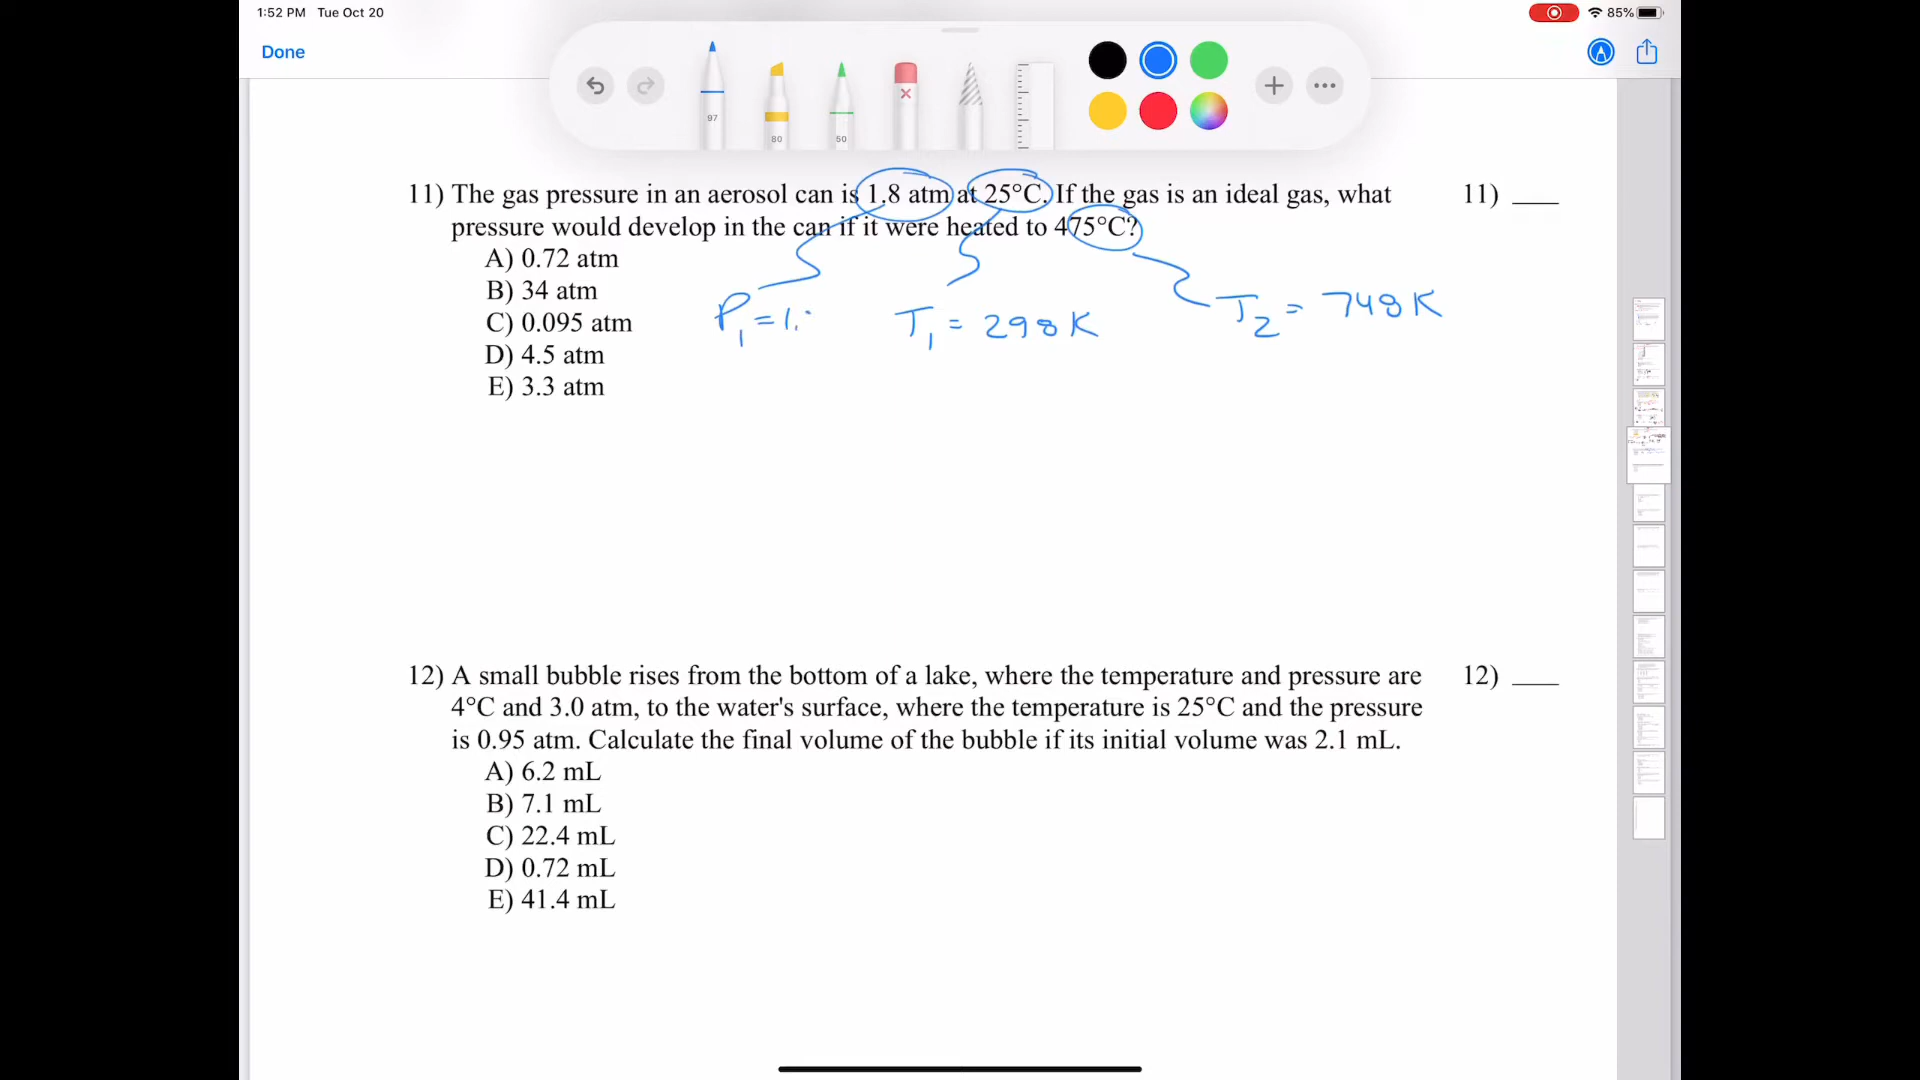 1:52 PM Tue Oct 20
85%
Done
97
80
50
11) The gas pressure in an aerosol can is 1.8 atm at 25°C. If the gas is an ideal gas, what
11) ____
pressure would develop in the can if it were heated to 475°C?
A) 0.72 atm
B) 34 atm
C) 0.095 atm
D) 4.5 atm
E) 3.3 atm
P₁ = 1.
T₁ = 298 K
T₂ = 748 K
12) A small bubble rises from the bottom of a lake, where the temperature and pressure are
12) ____
4°C and 3.0 atm, to the water's surface, where the temperature is 25°C and the pressure
is 0.95 atm. Calculate the final volume of the bubble if its initial volume was 2.1 mL.
A) 6.2 mL
B) 7.1 mL
C) 22.4 mL
D) 0.72 mL
E) 41.4 mL